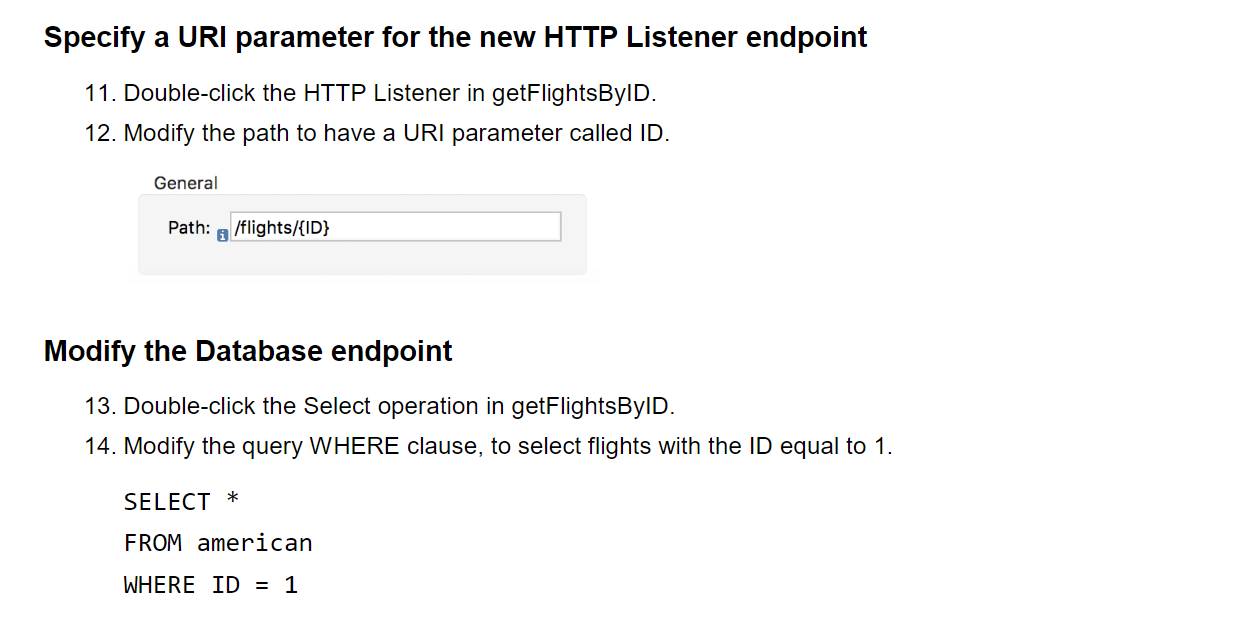 Specify a URI parameter for the new HTTP Listener endpoint
11. Double-click the HTTP Listener in getFlightsByID.
12. Modify the path to have a URI parameter called ID.
General
Path: i /flights/{ID}
Modify the Database endpoint
13. Double-click the Select operation in getFlightsByID.
14. Modify the query WHERE clause, to select flights with the ID equal to 1.
SELECT *
FROM american
WHERE ID = 1